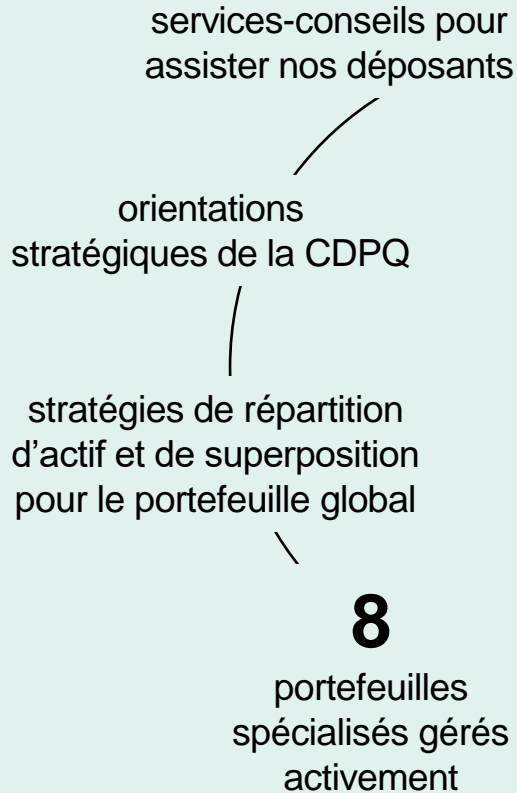 services-conseils pour
assister nos déposants
orientations
stratégiques de la CDPQ
stratégies de répartition
d'actif et de superposition
pour le portefeuille global
8
portefeuilles
spécialisés gérés
activement